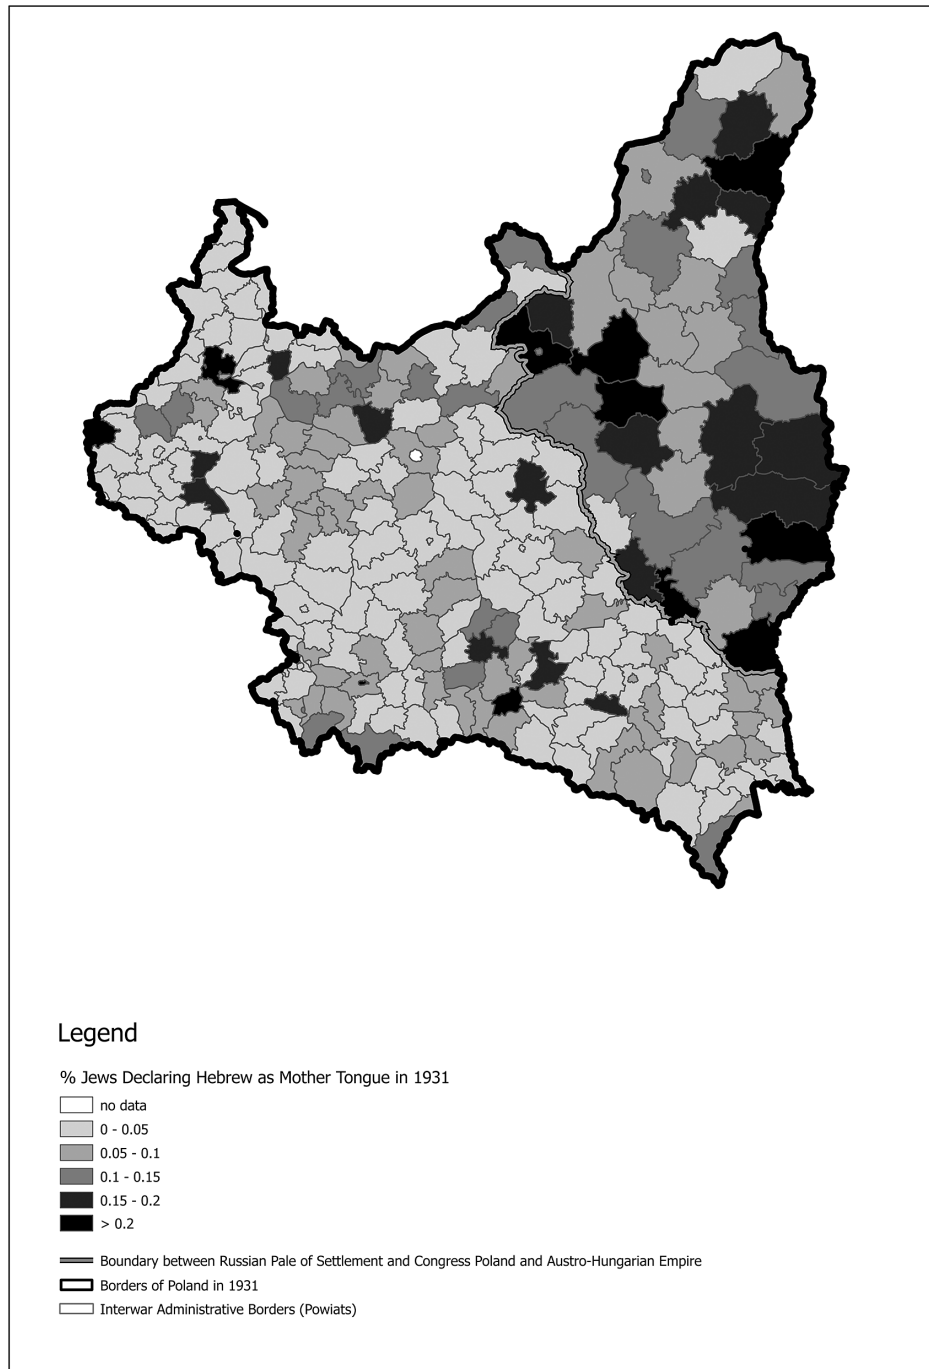 Legend
% Jews Declaring Hebrew as Mother Tongue in 1931
no data
0 - 0.05
0.05 - 0.1
0.1 - 0.15
0.15 - 0.2
> 0.2
Boundary between Russian Pale of Settlement and Congress Poland and Austro-Hungarian Empire
Borders of Poland in 1931
Interwar Administrative Borders (Powiats)